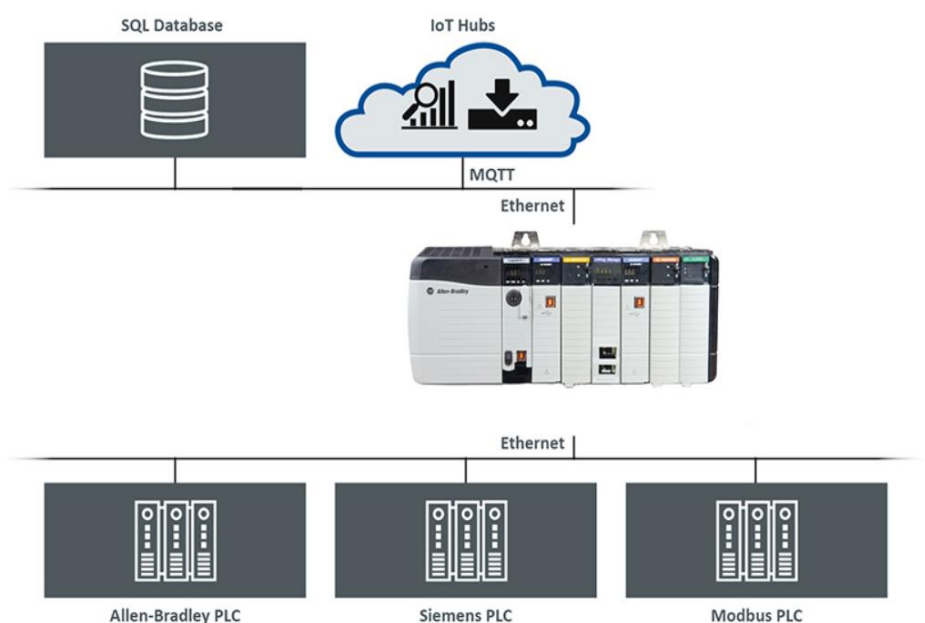 SQL Database
IoT Hubs
MQTT
Ethernet
Allen-Bradley
Ethernet
Allen-Bradley PLC
Siemens PLC
Modbus PLC